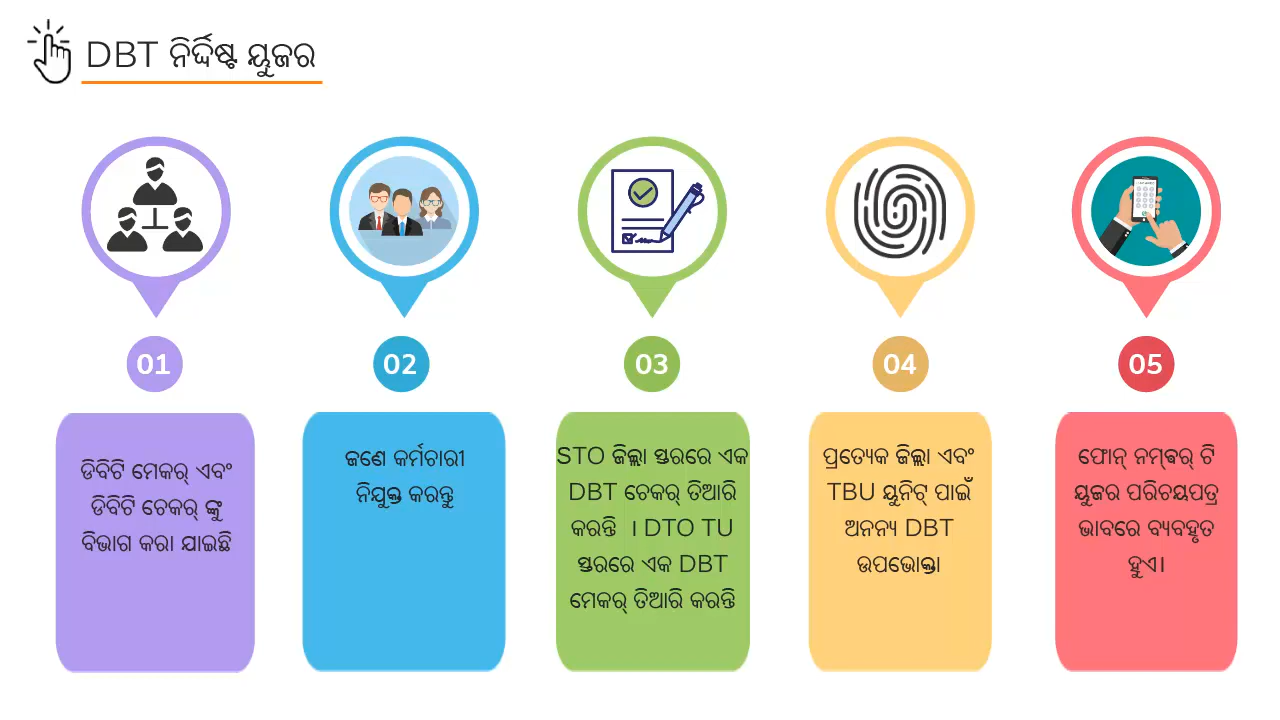 DBT ନିର୍ଦ୍ଦିଷ୍ଟ ୟୁଜର
01
ଡିବିଟି ମେକର୍ ଏବଂ
ଡିବିଟି ଚେକର୍ ଙ୍କୁ
ବିଭାଗ କରା ଯାଇଛି
02
ଜଣେ କର୍ମଚାରୀ
ନିଯୁକ୍ତ କରନ୍ତୁ
03
STO ଜିଲ୍ଲା ସ୍ତରରେ ଏକ
DBT ଚେକର୍ ତିଆରି
କରନ୍ତି । DTO TU
ସ୍ତରରେ ଏକ DBT
ମେକର୍ ତିଆରି କରନ୍ତି
04
ପ୍ରତ୍ୟେକ ଜିଲ୍ଲା ଏବଂ
TBU ୟୁନିଟ୍ ପାଇଁ
ଅନନ୍ୟ DBT
ଉପଭୋକ୍ତା
05
ଫୋନ୍ ନମ୍ଵର୍ ଟି
ୟୁଜର ପରିଚୟପତ୍ର
ଭାବରେ ବ୍ୟବହୃତ
ହୁଏ।